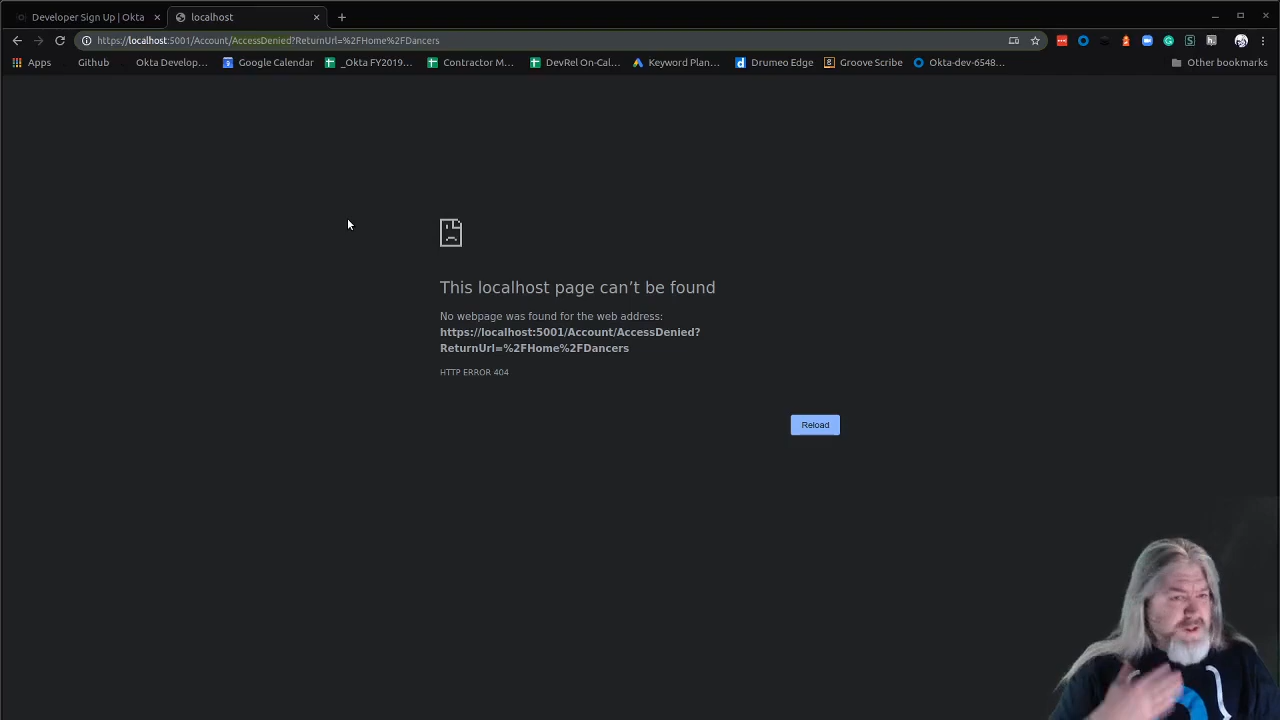 Developer Sign Up | Okta
localhost
https://localhost:5001/Account/AccessDenied?ReturnUrl=%2FHome%2FDancers
Apps Github Okta Develop... Google Calendar _Okta FY2019... Contractor M... DevRel On-Cal... Keyword Plan... Drumeo Edge Groove Scribe Okta-dev-6548... Other bookmarks
This localhost page can't be found
No webpage was found for the web address:
https://localhost:5001/Account/AccessDenied?
ReturnUrl=%2FHome%2FDancers
HTTP ERROR 404
Reload